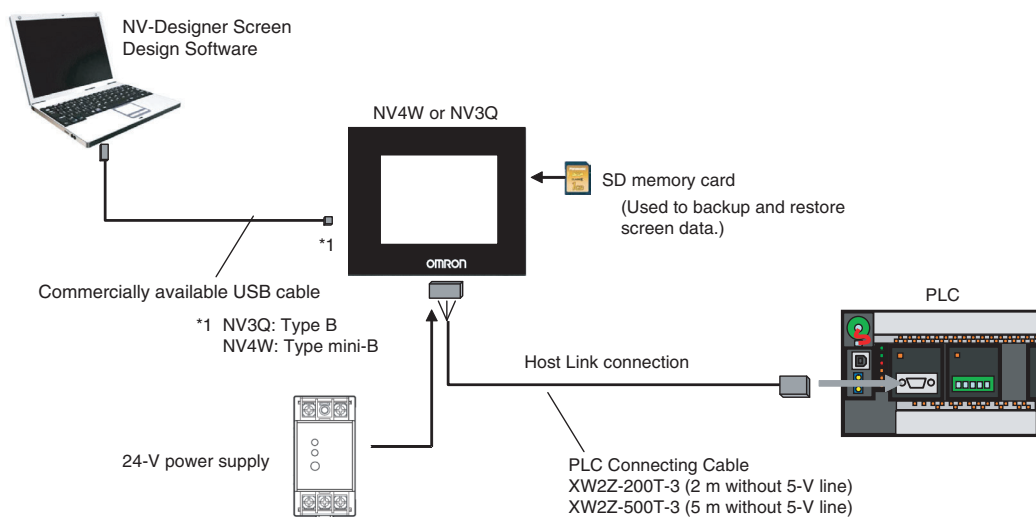 NV-Designer Screen
Design Software
NV4W or NV3Q
SD memory card
(Used to backup and restore
screen data.)
*1
OMRON
Commercially available USB cable
*1 NV3Q: Type B
NV4W: Type mini-B
PLC
Host Link connection
24-V power supply
PLC Connecting Cable
XW2Z-200T-3 (2 m without 5-V line)
XW2Z-500T-3 (5 m without 5-V line)